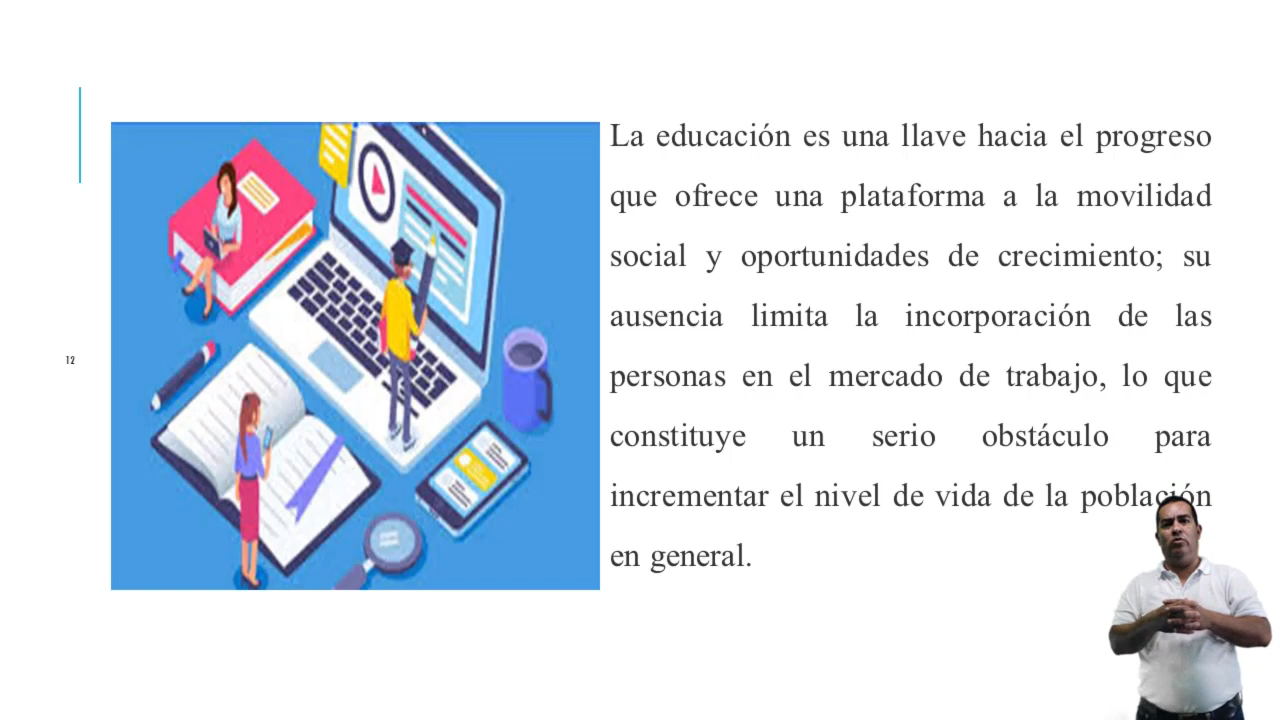 La educación es una llave hacia el progreso
que ofrece una plataforma a la movilidad
social y oportunidades de crecimiento; su
ausencia limita la incorporación de las
personas en el mercado de trabajo, lo que
constituye un serio obstáculo para
incrementar el nivel de vida de la población
en general.
12